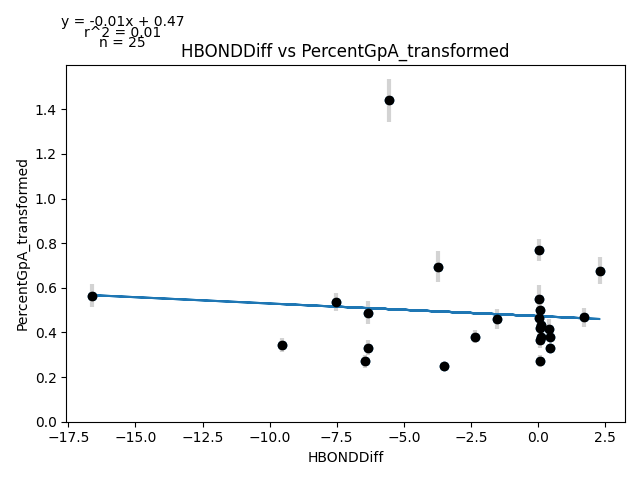 y = -0.01x + 0.47
r^2 = 0.01
n = 25
HBONDDiff vs PercentGpA_transformed
PercentGpA_transformed
1.4
1.2
1.0
0.8
0.6
0.4
0.2
0.0
−17.5 −15.0 −12.5 −10.0 −7.5 −5.0 −2.5 0.0 2.5
HBONDDiff